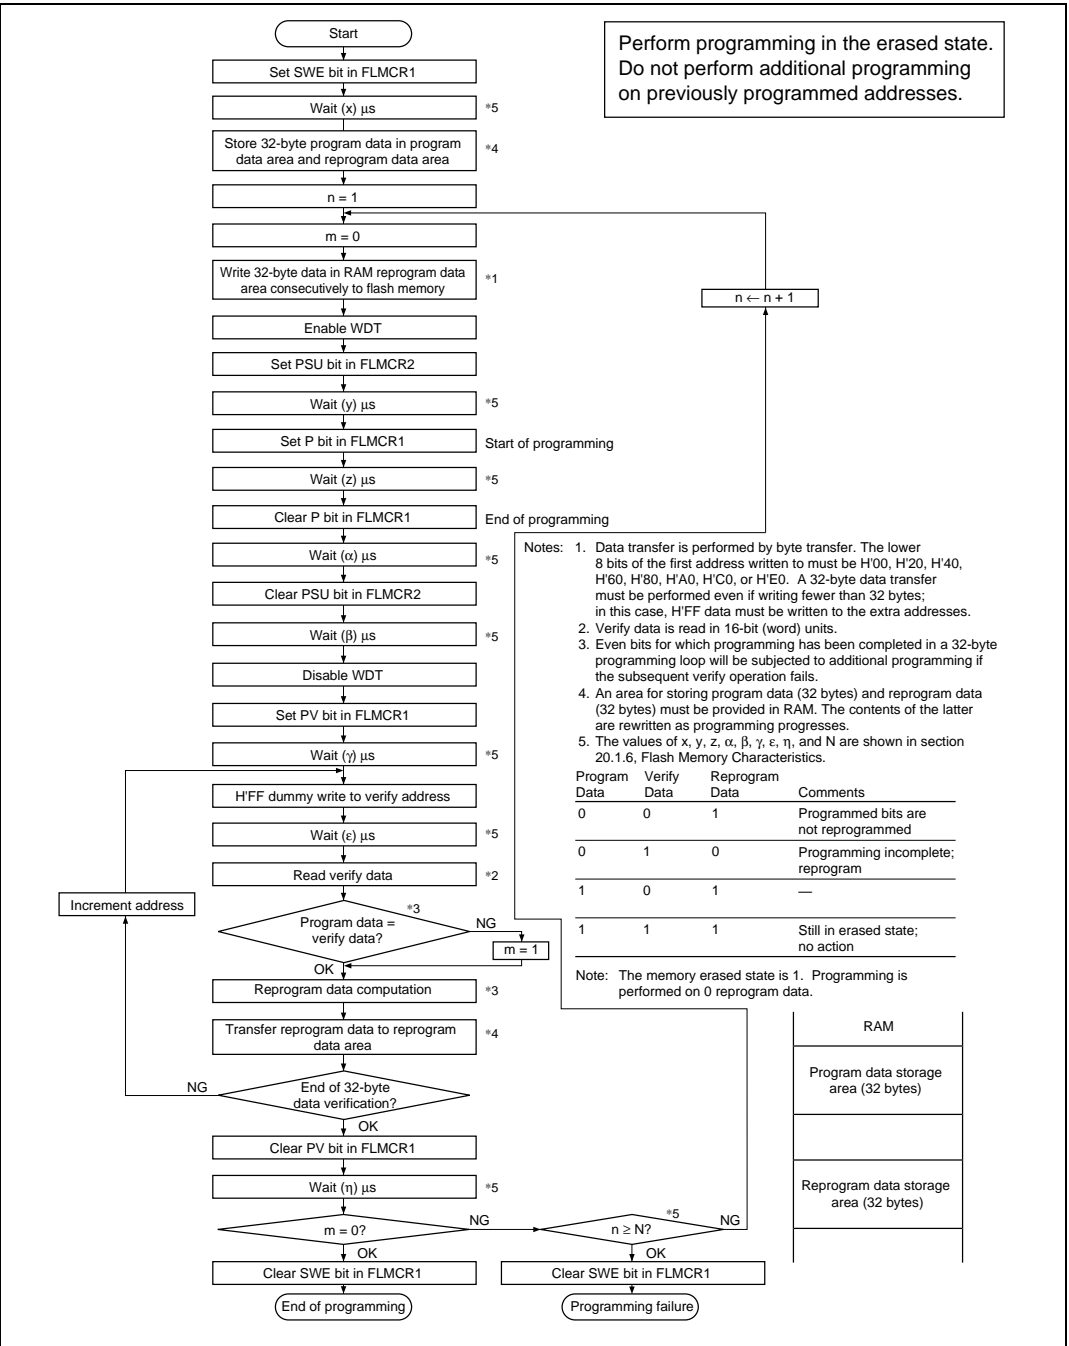 Start
Perform programming in the erased state.
Do not perform additional programming
on previously programmed addresses.
Set SWE bit in FLMCR1
Wait (x) μs
*5
Store 32-byte program data in program
data area and reprogram data area
*4
n = 1
m = 0
Write 32-byte data in RAM reprogram data
area consecutively to flash memory
*1
n ← n + 1
Enable WDT
Set PSU bit in FLMCR2
Wait (y) μs
*5
Set P bit in FLMCR1
Start of programming
Wait (z) μs
*5
Clear P bit in FLMCR1
End of programming
Wait (α) μs
*5
Clear PSU bit in FLMCR2
Wait (β) μs
*5
Disable WDT
Set PV bit in FLMCR1
Wait (γ) μs
*5
H'FF dummy write to verify address
Wait (ε) μs
*5
Read verify data
*2
Increment address
Program data =
verify data?
*3
NG
m = 1
OK
Reprogram data computation
*3
Transfer reprogram data to reprogram
data area
*4
NG
End of 32-byte
data verification?
OK
Clear PV bit in FLMCR1
Wait (η) μs
*5
m = 0?
NG
n ≥ N?
*5
NG
OK
OK
Clear SWE bit in FLMCR1
Clear SWE bit in FLMCR1
End of programming
Programming failure
Notes: 1. Data transfer is performed by byte transfer. The lower
8 bits of the first address written to must be H'00, H'20, H'40,
H'60, H'80, H'A0, H'C0, or H'E0. A 32-byte data transfer
must be performed even if writing fewer than 32 bytes;
in this case, H'FF data must be written to the extra addresses.
2. Verify data is read in 16-bit (word) units.
3. Even bits for which programming has been completed in a 32-byte
programming loop will be subjected to additional programming if
the subsequent verify operation fails.
4. An area for storing program data (32 bytes) and reprogram data
(32 bytes) must be provided in RAM. The contents of the latter
are rewritten as programming progresses.
5. The values of x, y, z, α, β, γ, ε, η, and N are shown in section
20.1.6, Flash Memory Characteristics.
Program Verify Reprogram
Data Data Data Comments
0 0 1 Programmed bits are
not reprogrammed
0 1 0 Programming incomplete;
reprogram
1 0 1 —
1 1 1 Still in erased state;
no action
Note: The memory erased state is 1. Programming is
performed on 0 reprogram data.
RAM
Program data storage
area (32 bytes)
Reprogram data storage
area (32 bytes)